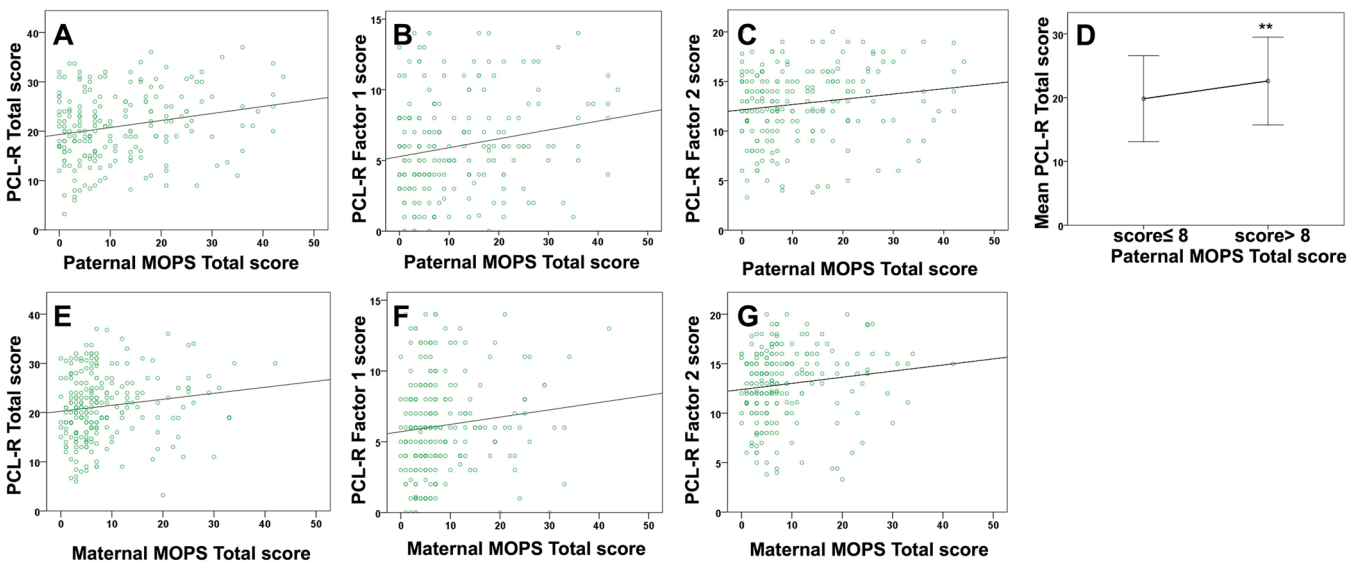 A
PCL-R Total score
40
30
20
10
0
0 10 20 30 40 50
Paternal MOPS Total score
B
PCL-R Factor 1 score
15
10
5
0
0 10 20 30 40 50
Paternal MOPS Total score
C
PCL-R Factor 2 score
20
15
10
5
0
0 10 20 30 40 50
Paternal MOPS Total score
D
**
Mean PCL-R Total score
30
20
10
0
score≤ 8 score> 8
Paternal MOPS Total score
E
PCL-R Total score
40
30
20
10
0
0 10 20 30 40 50
Maternal MOPS Total score
F
PCL-R Factor 1 score
15
10
5
0
0 10 20 30 40 50
Maternal MOPS Total score
G
PCL-R Factor 2 score
20
15
10
5
0
0 10 20 30 40 50
Maternal MOPS Total score